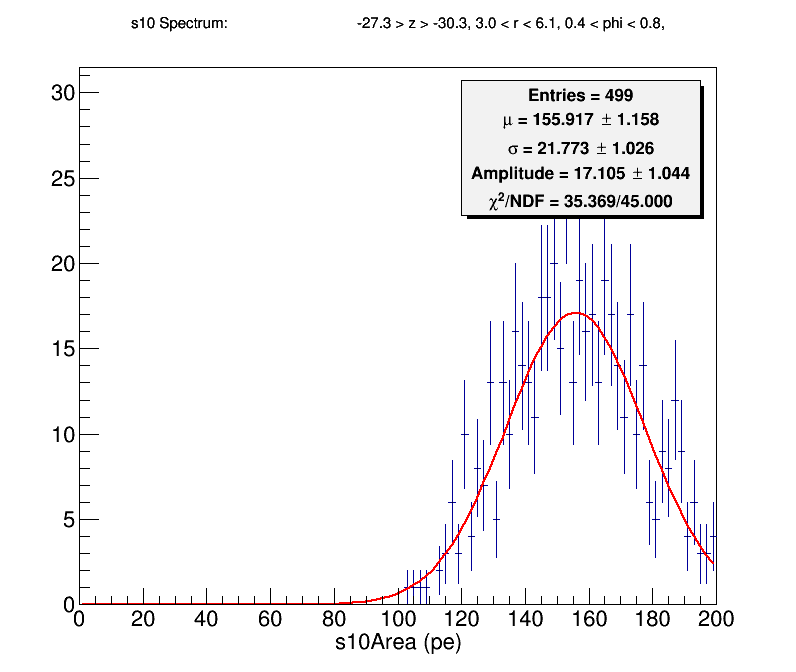 s10 Spectrum: -27.3 > z > -30.3, 3.0 < r < 6.1, 0.4 < phi < 0.8,
Entries = 499
μ = 155.917 ± 1.158
σ = 21.773 ± 1.026
Amplitude = 17.105 ± 1.044
χ²/NDF = 35.369/45.000
30
25
20
15
10
5
0
0 20 40 60 80 100 120 140 160 180 200
s10Area (pe)